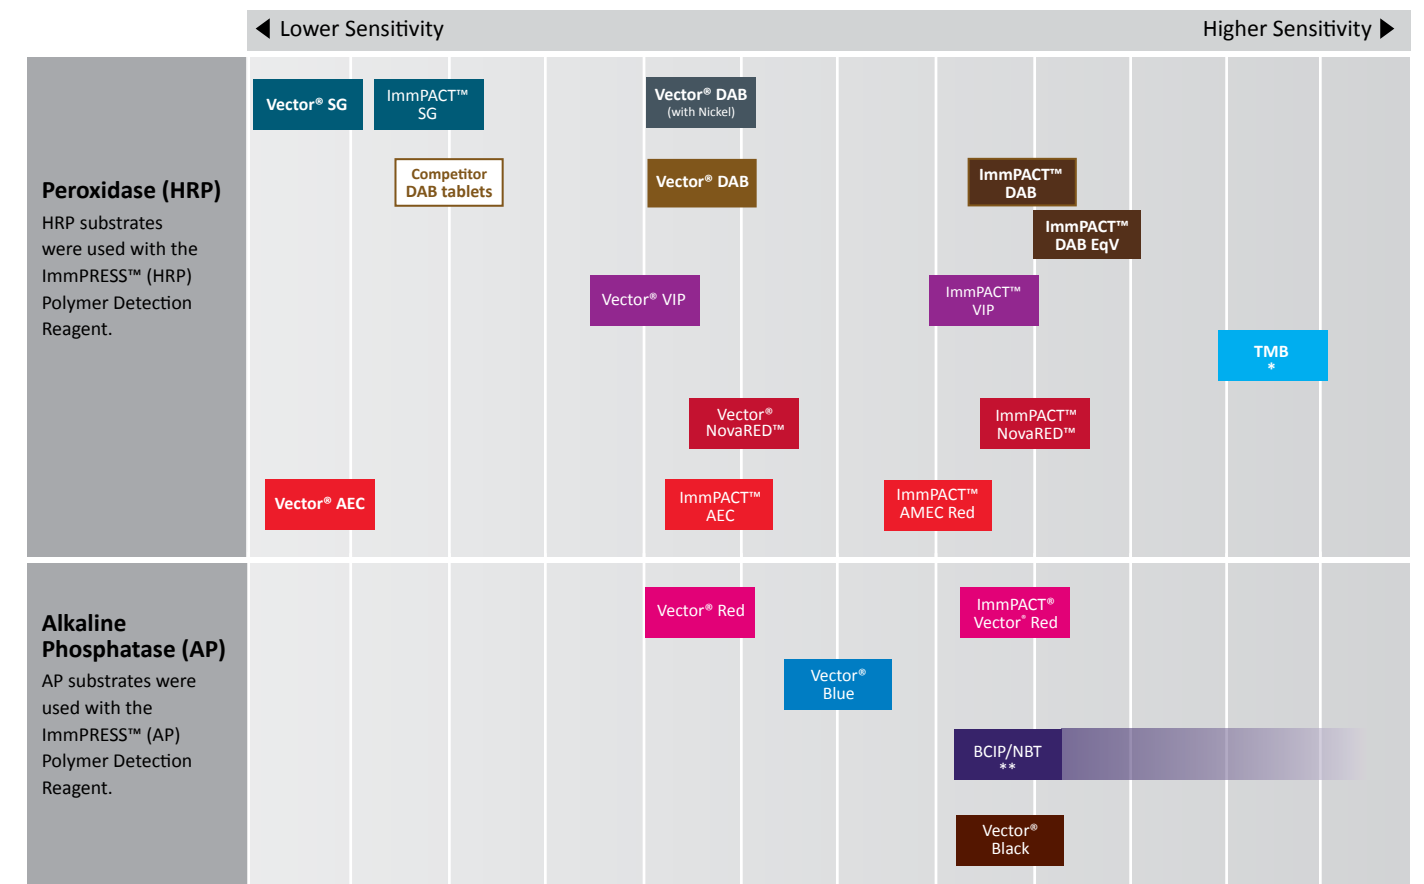 ◀ Lower Sensitivity
Higher Sensitivity ▶
Peroxidase (HRP)
HRP substrates
were used with the
ImmPRESS™ (HRP)
Polymer Detection
Reagent.
Vector® SG
ImmPACT™
SG
Vector® DAB
(with Nickel)
Competitor
DAB tablets
Vector® DAB
ImmPACT™
DAB
ImmPACT™
DAB EqV
Vector® VIP
ImmPACT™
VIP
TMB
*
Vector®
NovaRED™
ImmPACT™
NovaRED™
Vector® AEC
ImmPACT™
AEC
ImmPACT™
AMEC Red
Alkaline
Phosphatase (AP)
AP substrates were
used with the
ImmPRESS™ (AP)
Polymer Detection
Reagent.
Vector® Red
ImmPACT®
Vector® Red
Vector®
Blue
BCIP/NBT
**
Vector®
Black